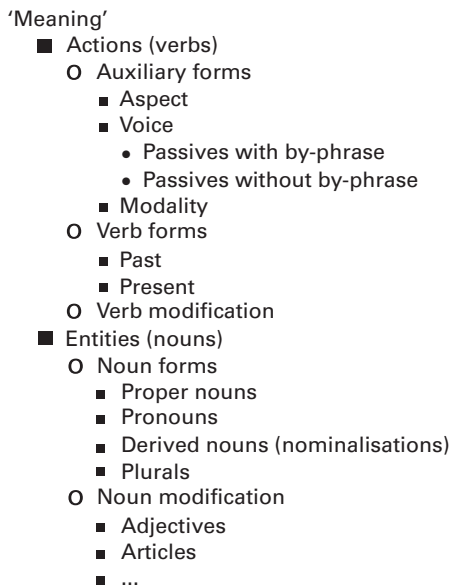 ‘Meaning’
■ Actions (verbs)
O Auxiliary forms
■ Aspect
■ Voice
• Passives with by-phrase
• Passives without by-phrase
■ Modality
O Verb forms
■ Past
■ Present
O Verb modification
■ Entities (nouns)
O Noun forms
■ Proper nouns
■ Pronouns
■ Derived nouns (nominalisations)
■ Plurals
O Noun modification
■ Adjectives
■ Articles
■ ...